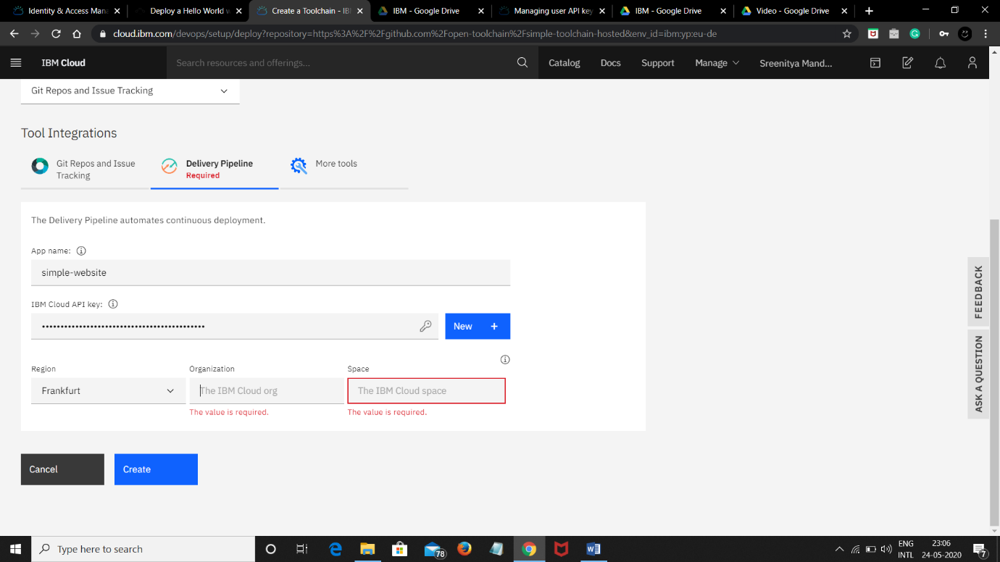 Identity & Access Mana
Deploy a Hello World w
Create a Toolchain - IB
IBM - Google Drive
Managing user API key
IBM - Google Drive
Video - Google Drive
cloud.ibm.com/devops/setup/deploy?repository=https%3A%2F%2Fgithub.com%2Fopen-toolchain%2Fsimple-toolchain-hosted&env_id=ibm:yp:eu-de
IBM Cloud
Search resources and offerings...
Catalog
Docs
Support
Manage
Sreenitya Mand...
Git Repos and Issue Tracking
Tool Integrations
Git Repos and Issue
Tracking
Delivery Pipeline
Required
More tools
The Delivery Pipeline automates continuous deployment.
App name:
simple-website
IBM Cloud API key:
••••••••••••••••••••••••••••••••••••••••••••
New +
Region
Organization
Space
Frankfurt
The IBM Cloud org
The IBM Cloud space
The value is required.
The value is required.
Cancel
Create
FEEDBACK
ASK A QUESTION
Type here to search
78
ENG
INTL
23:06
24-05-2020
7